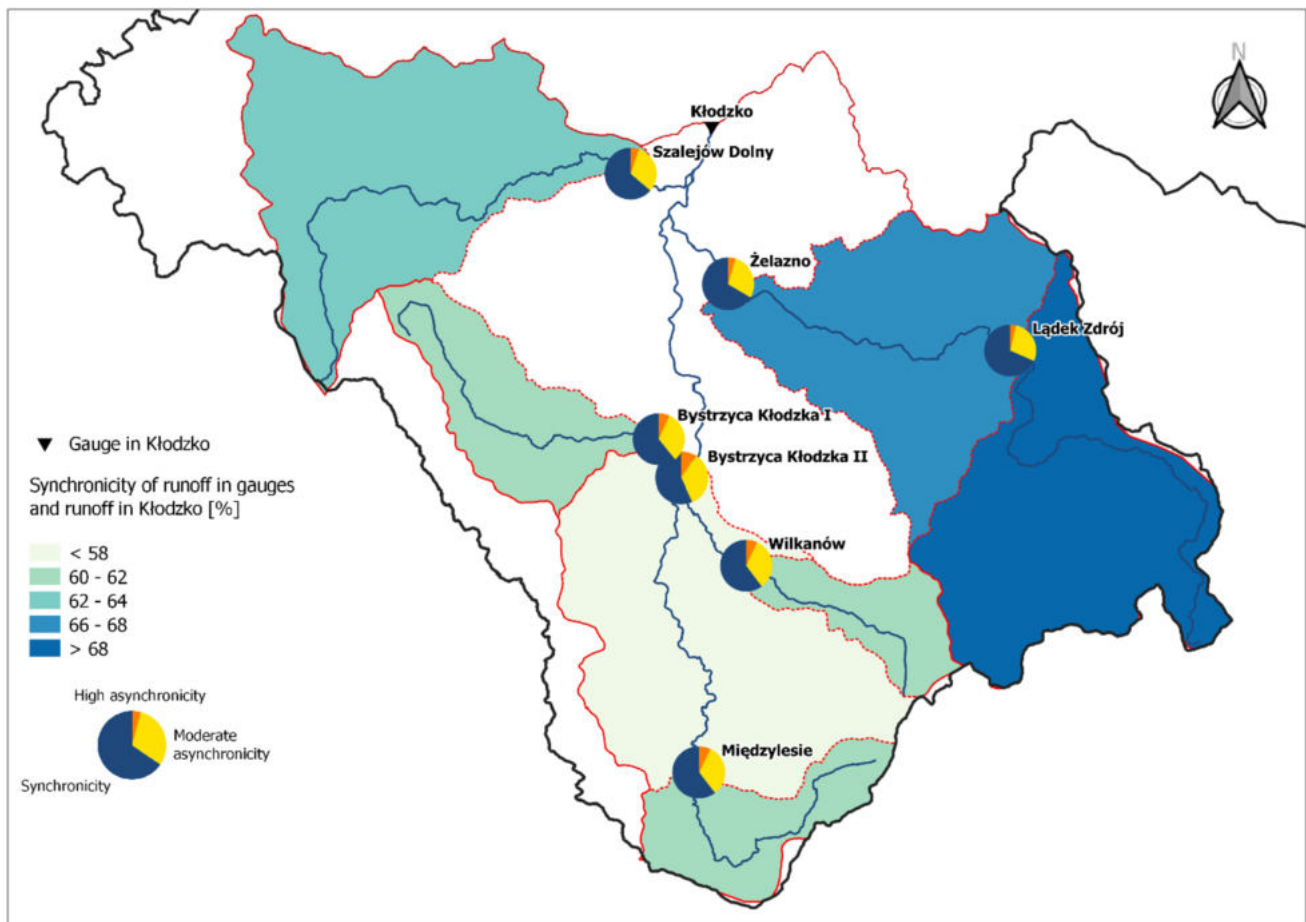 N
Kłodzko
Szalejów Dolny
Żelazno
Lądek Zdrój
Bystrzyca Kłodzka I
Bystrzyca Kłodzka II
Wilkanów
Międzylesie
Gauge in Kłodzko
Synchronicity of runoff in gauges
and runoff in Kłodzko [%]
< 58
60 - 62
62 - 64
66 - 68
> 68
High asynchronicity
Moderate
asynchronicity
Synchronicity